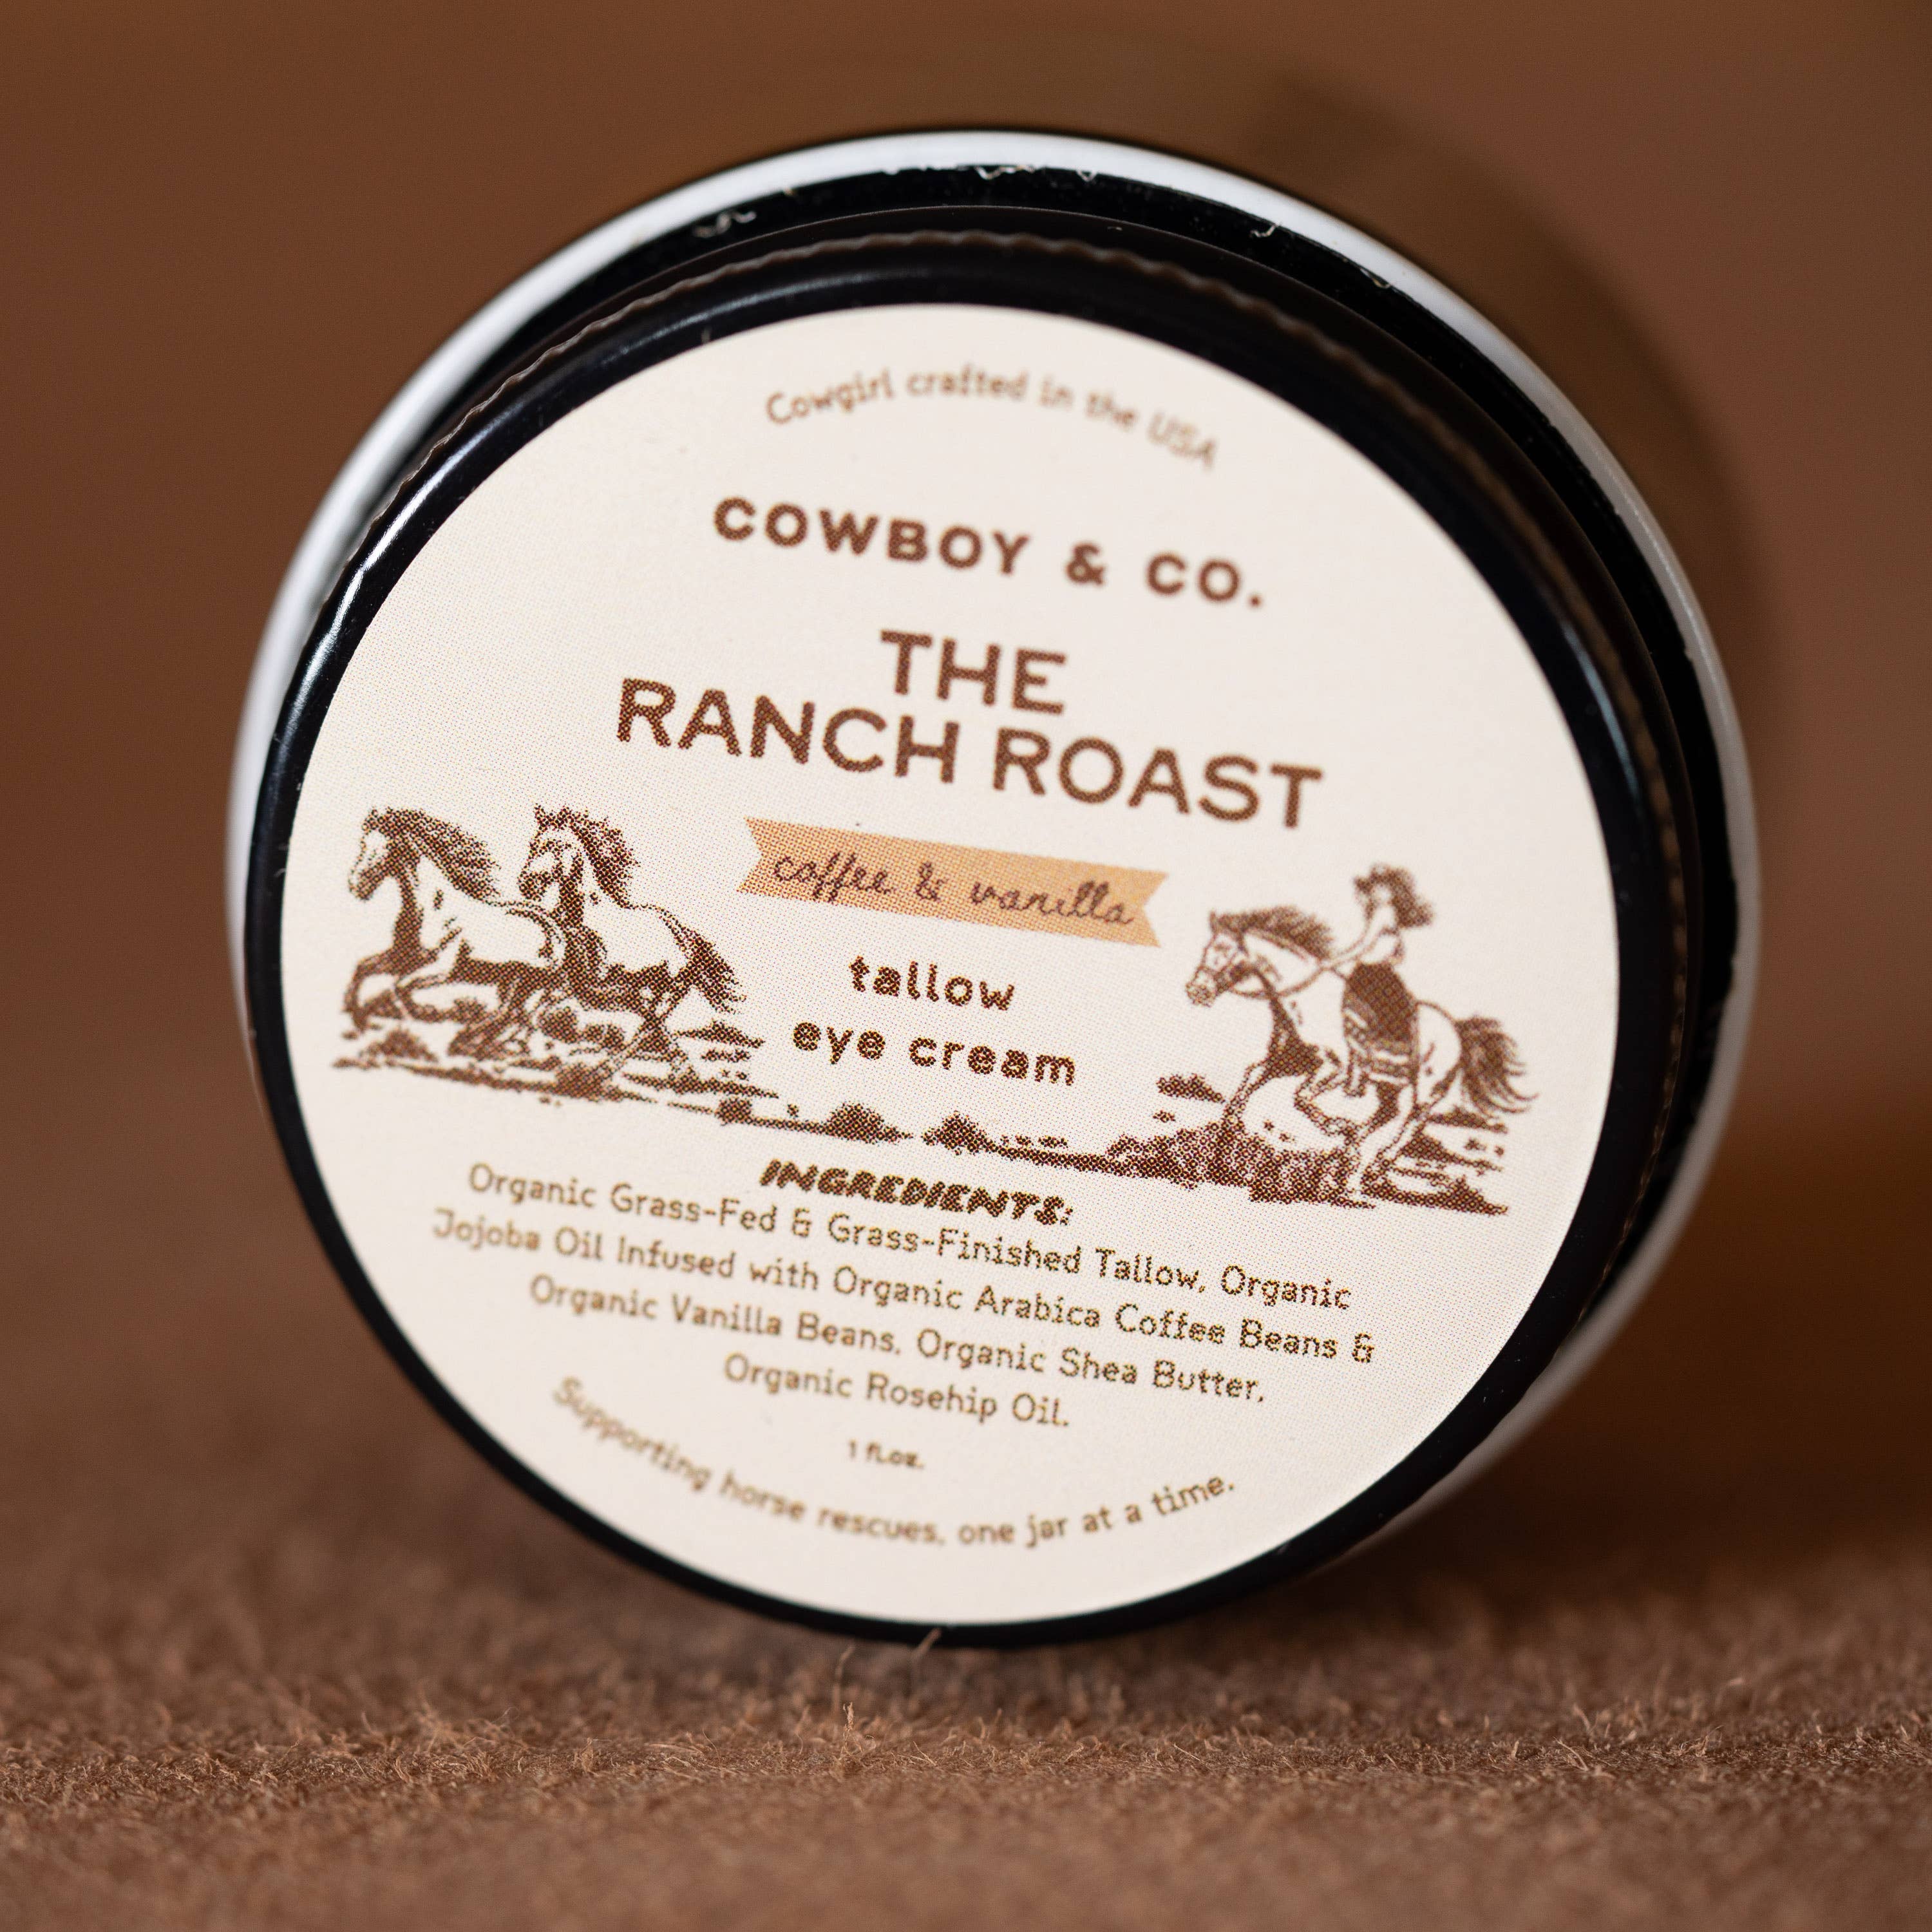 Cowgirl crafted in the USA
COWBOY & CO.
THE
RANCH ROAST
coffee & vanilla
tallow
eye cream
INGREDIENTS:
Organic Grass-Fed & Grass-Finished Tallow, Organic
Jojoba Oil Infused with Organic Arabica Coffee Beans &
Organic Vanilla Beans, Organic Shea Butter,
Organic Rosehip Oil.
1 fl.oz.
Supporting horse rescues, one jar at a time.